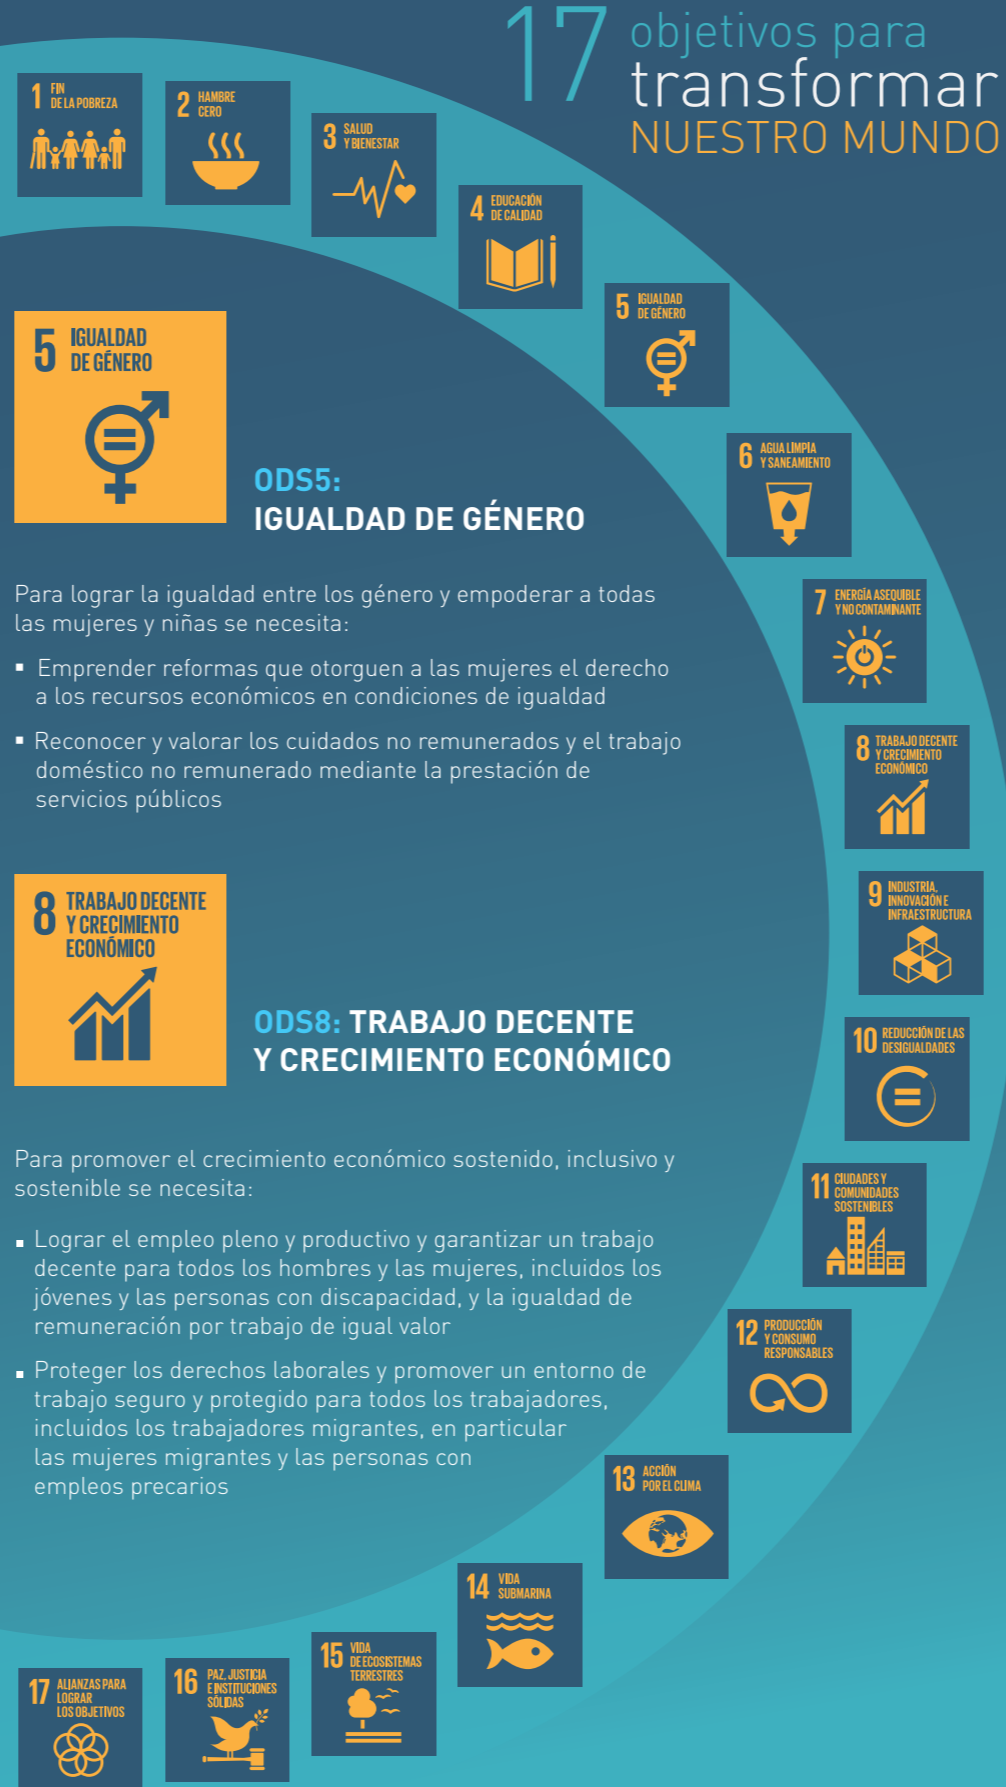 17 objetivos para
transformar
NUESTRO MUNDO
1 FIN
DE LA POBREZA
2 HAMBRE
CERO
3 SALUD
Y BIENESTAR
4 EDUCACIÓN
DE CALIDAD
5 IGUALDAD
DE GÉNERO
6 AGUA LIMPIA
Y SANEAMIENTO
7 ENERGÍA ASEQUIBLE
Y NO CONTAMINANTE
8 TRABAJO DECENTE
Y CRECIMIENTO
ECONÓMICO
9 INDUSTRIA,
INNOVACIÓN E
INFRAESTRUCTURA
10 REDUCCIÓN DE LAS
DESIGUALDADES
11 CIUDADES Y
COMUNIDADES
SOSTENIBLES
12 PRODUCCIÓN
Y CONSUMO
RESPONSABLES
13 ACCIÓN
POR EL CLIMA
14 VIDA
SUBMARINA
15 VIDA
DE ECOSISTEMAS
TERRESTRES
16 PAZ, JUSTICIA
E INSTITUCIONES
SÓLIDAS
17 ALIANZAS PARA
LOGRAR
LOS OBJETIVOS
5 IGUALDAD
DE GÉNERO
ODS5:
IGUALDAD DE GÉNERO
Para lograr la igualdad entre los género y empoderar a todas
las mujeres y niñas se necesita:
▪ Emprender reformas que otorguen a las mujeres el derecho
a los recursos económicos en condiciones de igualdad
▪ Reconocer y valorar los cuidados no remunerados y el trabajo
doméstico no remunerado mediante la prestación de
servicios públicos
8 TRABAJO DECENTE
Y CRECIMIENTO
ECONÓMICO
ODS8: TRABAJO DECENTE
Y CRECIMIENTO ECONÓMICO
Para promover el crecimiento económico sostenido, inclusivo y
sostenible se necesita:
▪ Lograr el empleo pleno y productivo y garantizar un trabajo
decente para todos los hombres y las mujeres, incluidos los
jóvenes y las personas con discapacidad, y la igualdad de
remuneración por trabajo de igual valor
▪ Proteger los derechos laborales y promover un entorno de
trabajo seguro y protegido para todos los trabajadores,
incluidos los trabajadores migrantes, en particular
las mujeres migrantes y las personas con
empleos precarios